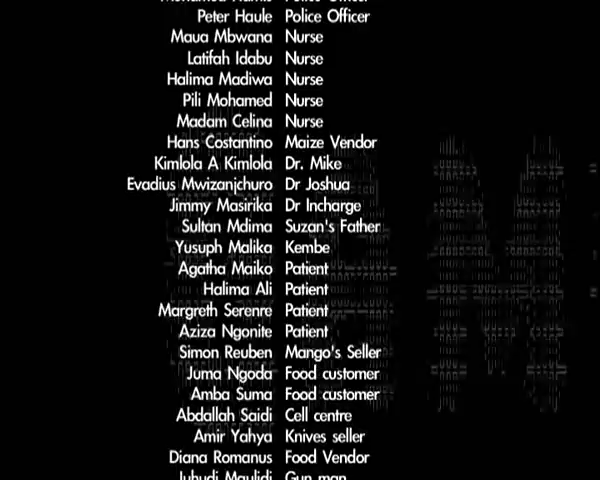 Peter Haule Police Officer
Maua Mbwana Nurse
Latifah Idabu Nurse
Halima Madiwa Nurse
Pili Mohamed Nurse
Madam Celina Nurse
Hans Costantino Maize Vendor
Kimlola A Kimlola Dr. Mike
Evadius Mwizanjchuro Dr Joshua
Jimmy Masirika Dr Incharge
Sultan Mdima Suzan's Father
Yusuph Malika Kembe
Agatha Maiko Patient
Halima Ali Patient
Margreth Serenre Patient
Aziza Ngonite Patient
Simon Reuben Mango's Seller
Juma Ngoda Food customer
Amba Suma Food customer
Abdallah Saidi Cell centre
Amir Yahya Knives seller
Diana Romanus Food Vendor
Juhudi Maulidi Gun man